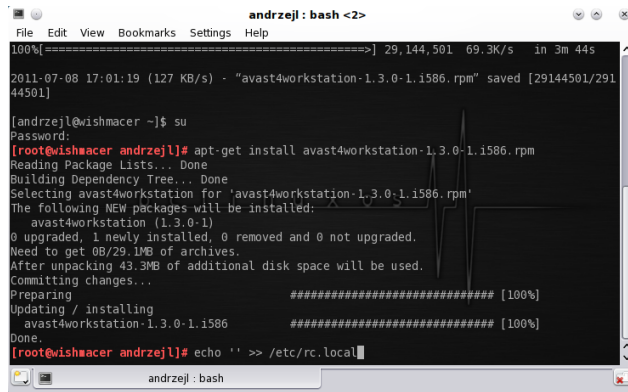 andrzejl : bash <2>
File Edit View Bookmarks Settings Help
100%[======================================>] 29,144,501 69.3K/s in 3m 44s
2011-07-08 17:01:19 (127 KB/s) - “avast4workstation-1.3.0-1.i586.rpm” saved [29144501/291
44501]
[andrzejl@wishmacer ~]$ su
Password:
[root@wishmacer andrzejl]# apt-get install avast4workstation-1.3.0-1.i586.rpm
Reading Package Lists... Done
Building Dependency Tree... Done
Selecting avast4workstation for 'avast4workstation-1.3.0-1.i586.rpm'
The following NEW packages will be installed:
avast4workstation (1.3.0-1)
0 upgraded, 1 newly installed, 0 removed and 0 not upgraded.
Need to get 0B/29.1MB of archives.
After unpacking 43.3MB of additional disk space will be used.
Committing changes...
Preparing ############################## [100%]
Updating / installing
avast4workstation-1.3.0-1.i586 ############################## [100%]
Done.
[root@wishmacer andrzejl]# echo '' >> /etc/rc.local
andrzejl : bash